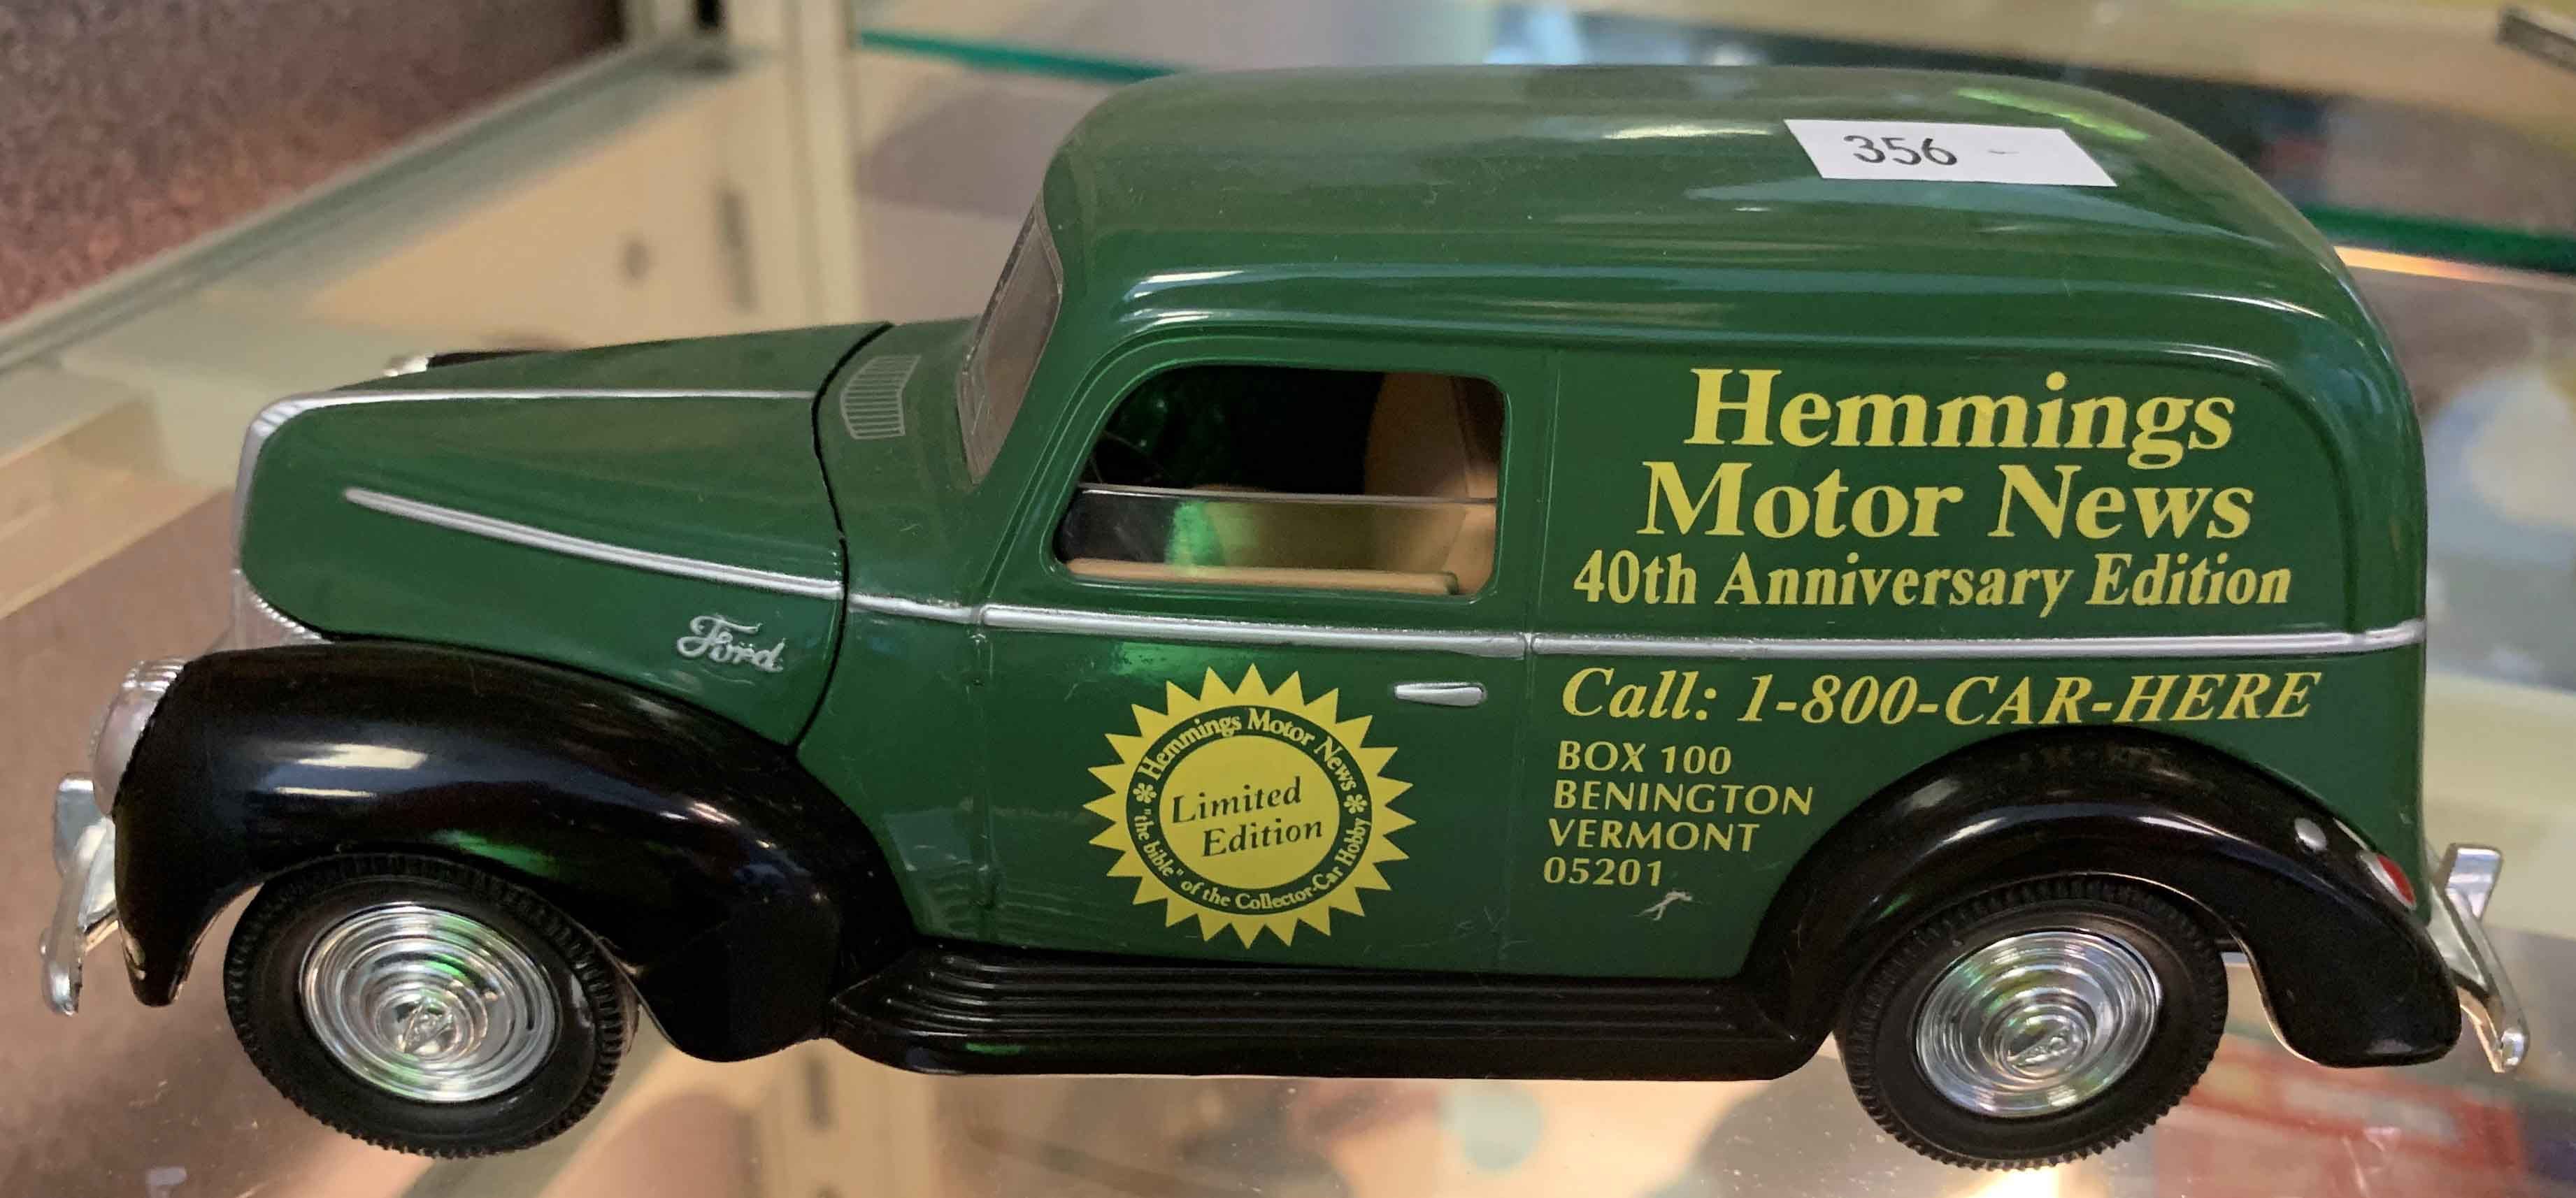 356 -
Hemmings
Motor News
40th Anniversary Edition
Ford
Call: 1-800-CAR-HERE
BOX 100
BENINGTON
VERMONT
05201
Hemmings Motor News
Limited
Edition
"the bible" of the Collector-Car Hobby